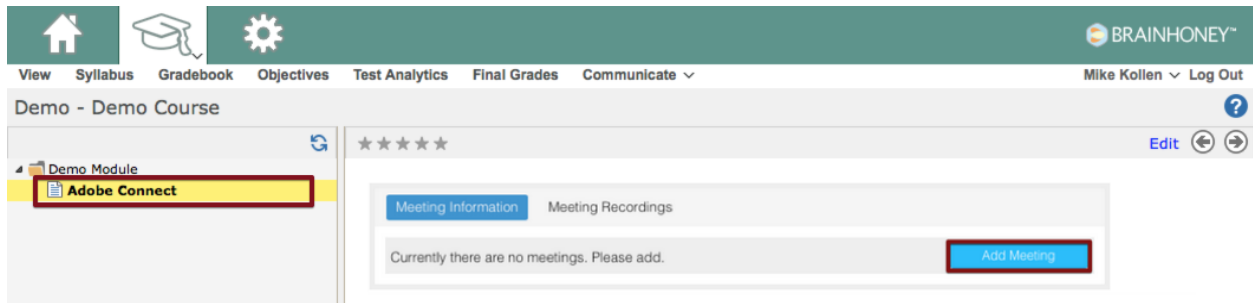 BRAINHONEY™
View Syllabus Gradebook Objectives Test Analytics Final Grades Communicate Mike Kollen Log Out
Demo - Demo Course ?
Edit
Demo Module
Adobe Connect
Meeting Information Meeting Recordings
Currently there are no meetings. Please add. Add Meeting